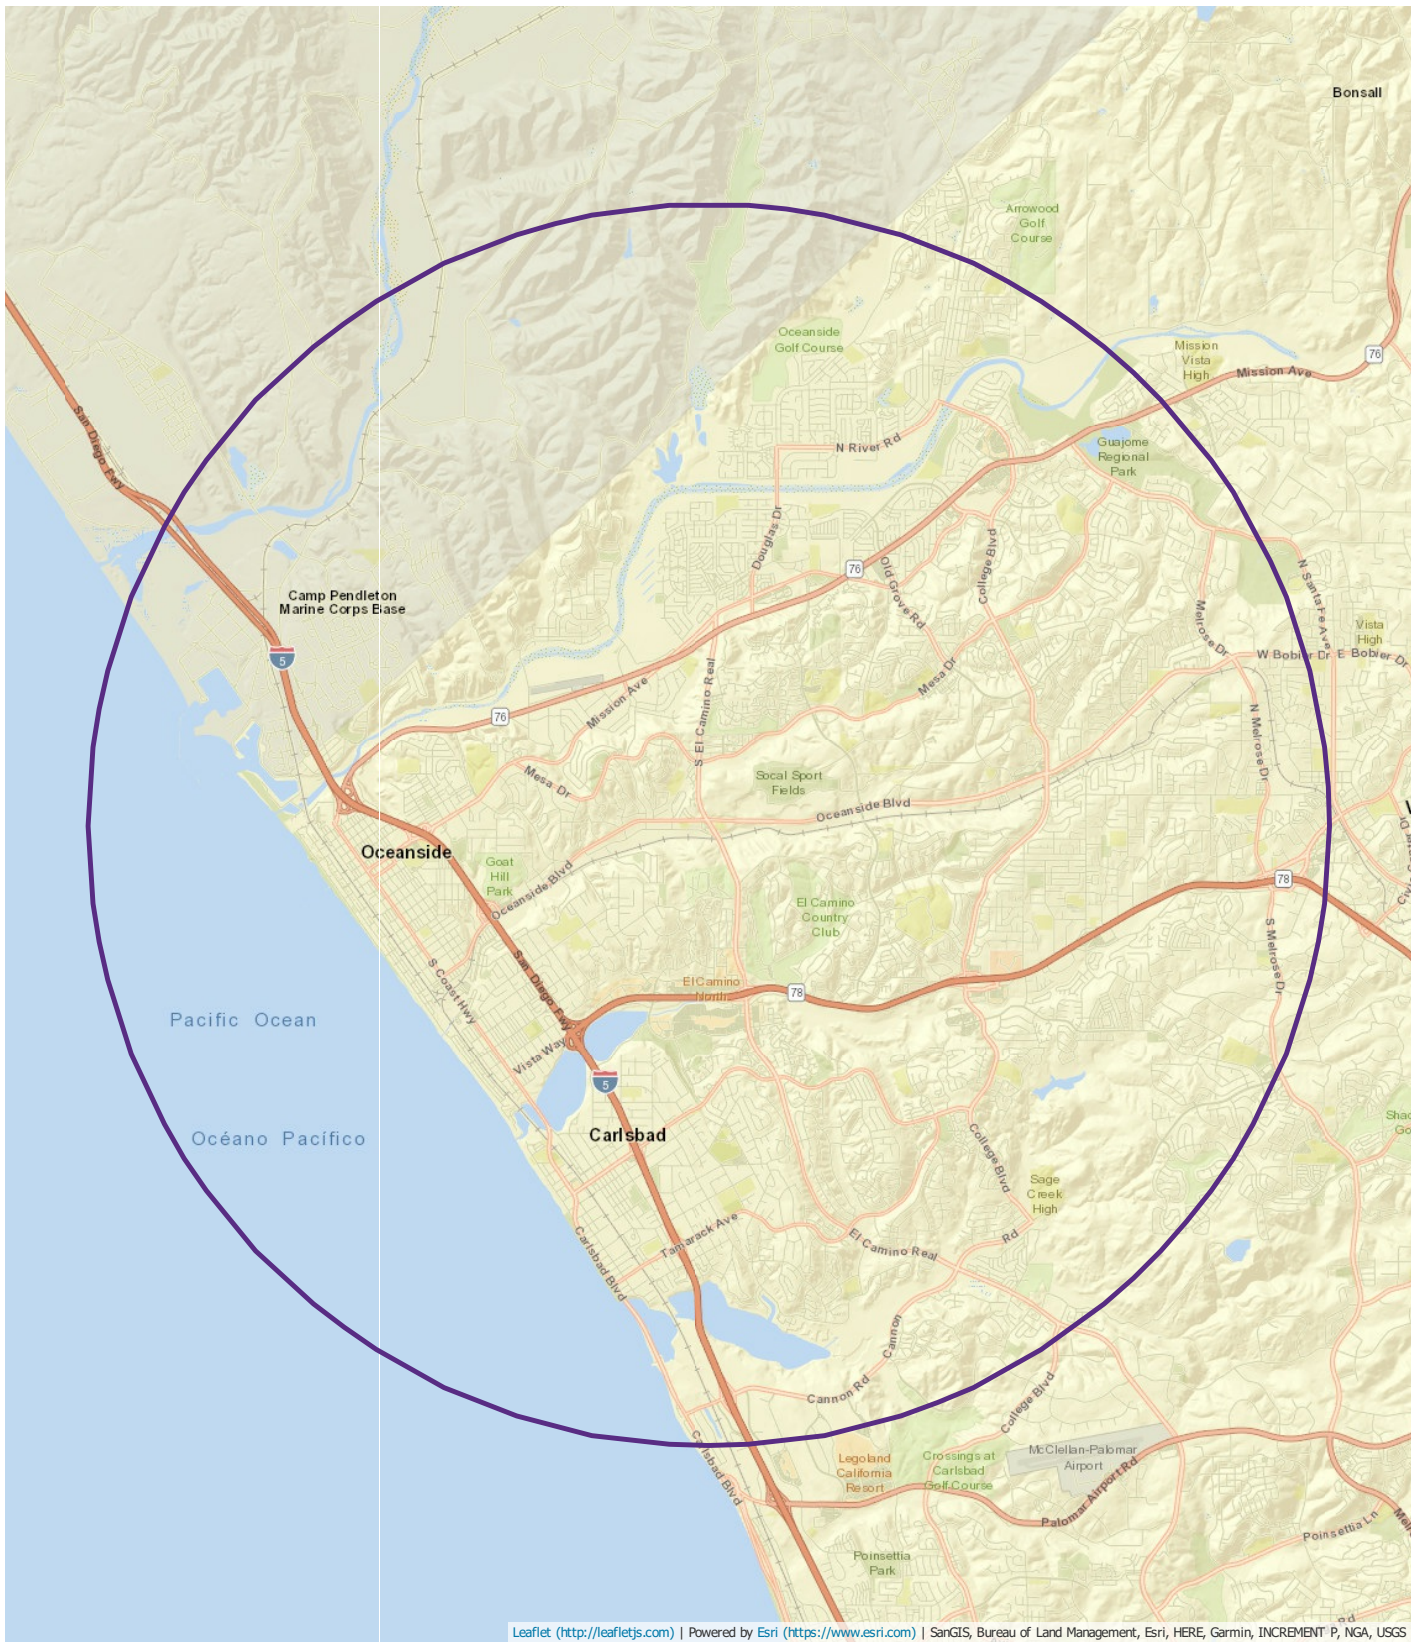 Bonsall
Arrowood
Golf
Course
Oceanside
Golf Course
Mission
Vista
High
76
Mission Ave
San Diego Fwy
N River Rd
Guajome
Regional
Park
Douglas Dr
76
Old Grove Rd
College Blvd
N Santa Fe Ave
Camp Pendleton
Marine Corps Base
Melrose Dr
Vista
High
5
W Bobier Dr
E Bobier Dr
Mesa Dr
S El Camino Real
Mission Ave
76
N Melrose Dr
Mesa Dr
Socal Sport
Fields
Oceanside Blvd
Oceanside
Goat
Hill
Park
Oceanside Blvd
78
El Camino
Country
Club
S Melrose Dr
S Coast Hwy
San Diego Fwy
El Camino
North
78
Pacific Ocean
Vista Way
5
Océano Pacífico
Carlsbad
College Blvd
Sage
Creek
High
Tamarack Ave
El Camino Real
Rd
Carlsbad Blvd
Cannon
Cannon Rd
College Blvd
Carlsbad Blvd
Legoland
California
Resort
Crossings at
Carlsbad
Golf Course
McClellan-Palomar
Airport
Palomar Airport Rd
Poinsettia Ln
Poinsettia
Park
Rd
Leaflet (http://leafletjs.com) | Powered by Esri (https://www.esri.com) | SanGIS, Bureau of Land Management, Esri, HERE, Garmin, INCREMENT P, NGA, USGS